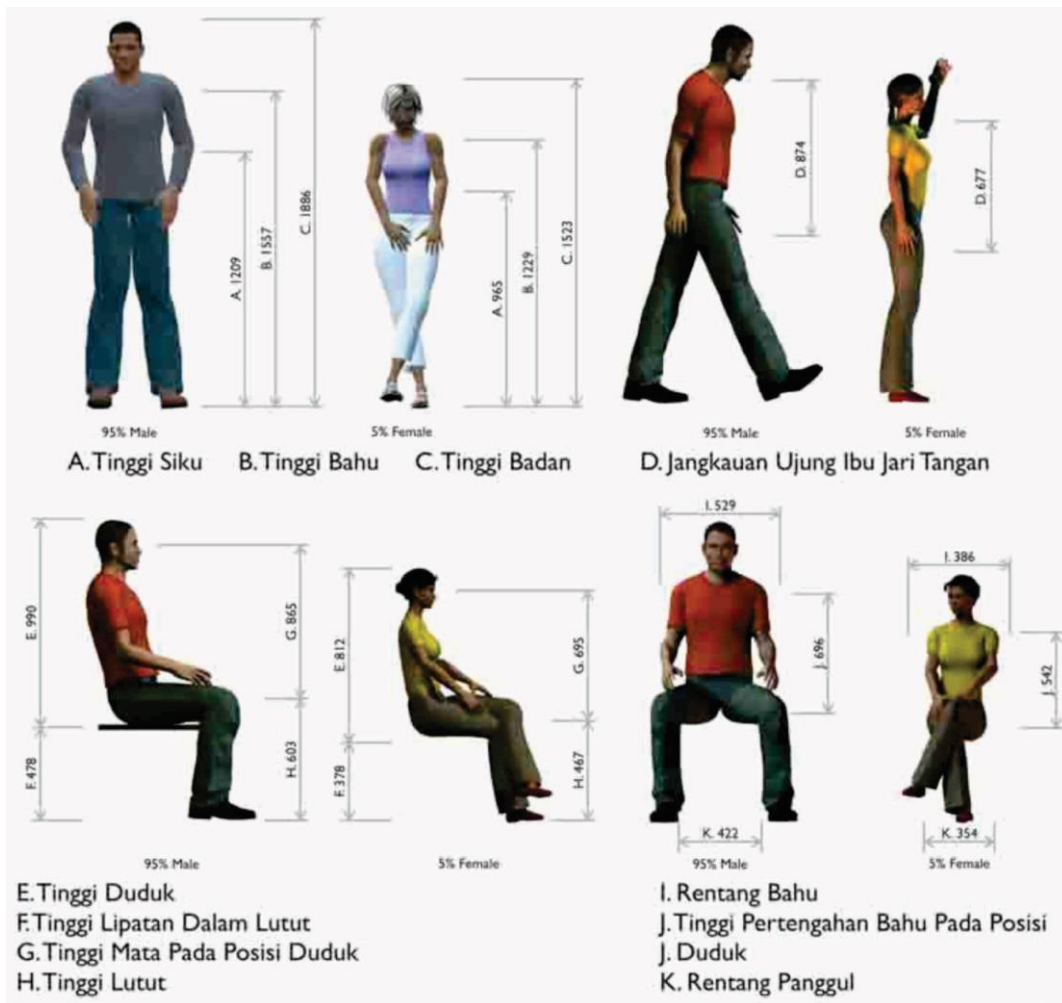 C. 1886
B. 1557
A. 1209
C. 1523
B. 1229
A. 965
D. 874
D. 677
95% Male
5% Female
95% Male
5% Female
A. Tinggi Siku
B. Tinggi Bahu
C. Tinggi Badan
D. Jangkauan Ujung Ibu Jari Tangan
E. 990
G. 865
F. 478
H. 603
E. 812
G. 695
F. 378
H. 467
I. 529
J. 696
K. 422
I. 386
J. 542
K. 354
95% Male
5% Female
95% Male
5% Female
E. Tinggi Duduk
F. Tinggi Lipatan Dalam Lutut
G. Tinggi Mata Pada Posisi Duduk
H. Tinggi Lutut
I. Rentang Bahu
J. Tinggi Pertengahan Bahu Pada Posisi
J. Duduk
K. Rentang Panggul